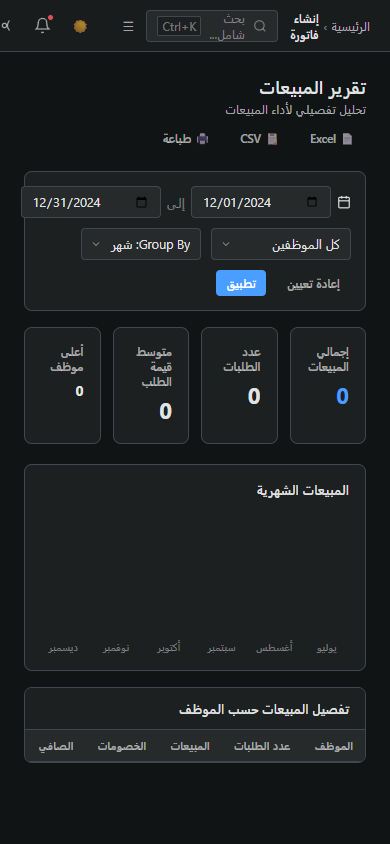 الرئيسية › إنشاء فاتورة
بحث شامل... Ctrl+K
تقرير المبيعات
تحليل تفصيلي لأداء المبيعات
Excel CSV طباعة
12/01/2024 إلى 12/31/2024
كل الموظفين
Group By: شهر
إعادة تعيين تطبيق
إجمالي المبيعات
0
عدد الطلبات
0
متوسط قيمة الطلب
0
أعلى موظف
0
المبيعات الشهرية
يوليو أغسطس سبتمبر أكتوبر نوفمبر ديسمبر
تفصيل المبيعات حسب الموظف
الموظف عدد الطلبات المبيعات الخصومات الصافي